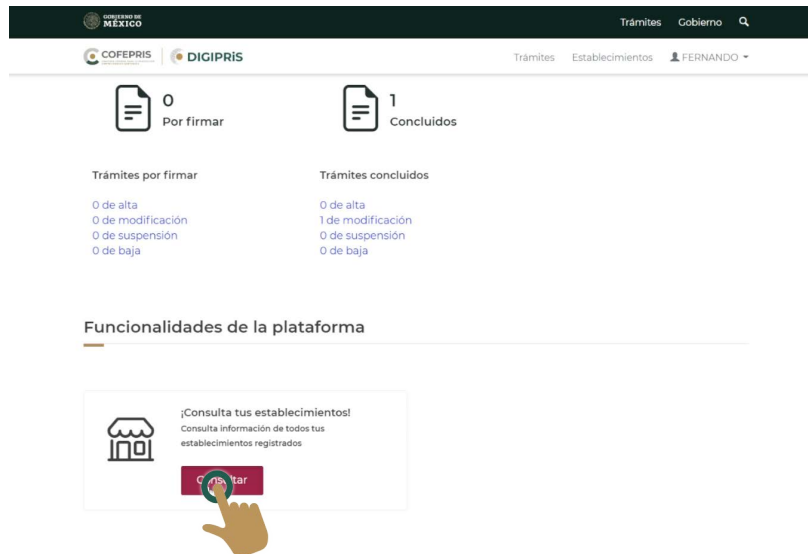 GOBIERNO DE
MÉXICO
Trámites Gobierno
COFEPRIS DIGIPRiS
Trámites Establecimientos FERNANDO
0
Por firmar
1
Concluidos
Trámites por firmar
0 de alta
0 de modificación
0 de suspensión
0 de baja
Trámites concluidos
0 de alta
1 de modificación
0 de suspensión
0 de baja
Funcionalidades de la plataforma
¡Consulta tus establecimientos!
Consulta información de todos tus
establecimientos registrados
Consultar